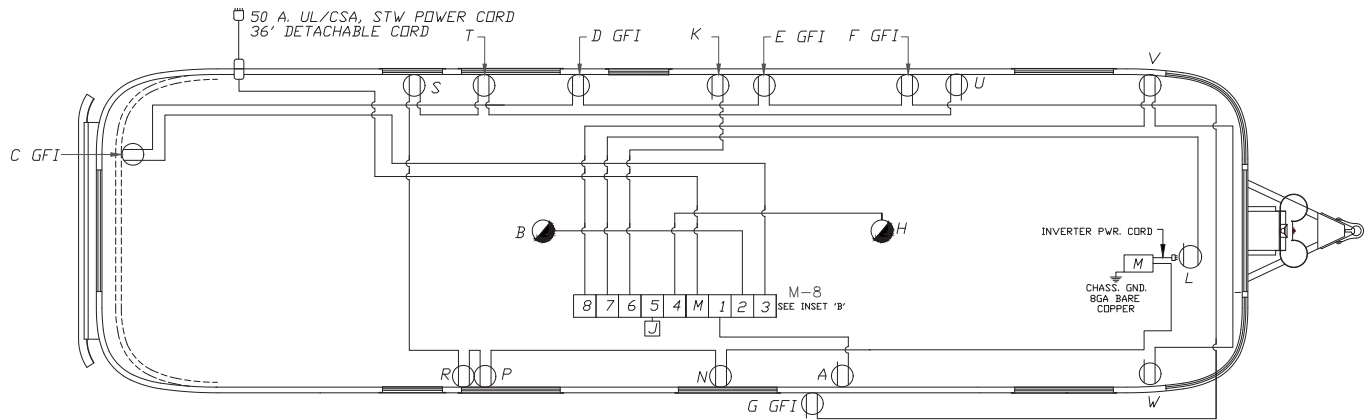 50 A. UL/CSA, STW POWER CORD
36' DETACHABLE CORD
T
D GFI
K
E GFI
F GFI
V
S
U
C GFI
B
H
INVERTER PWR. CORD
M
L
CHASS. GND.
8GA BARE
COPPER
8 7 6 5 4 M 1 2 3
M-8
SEE INSET 'B'
J
R
P
N
A
W
G GFI